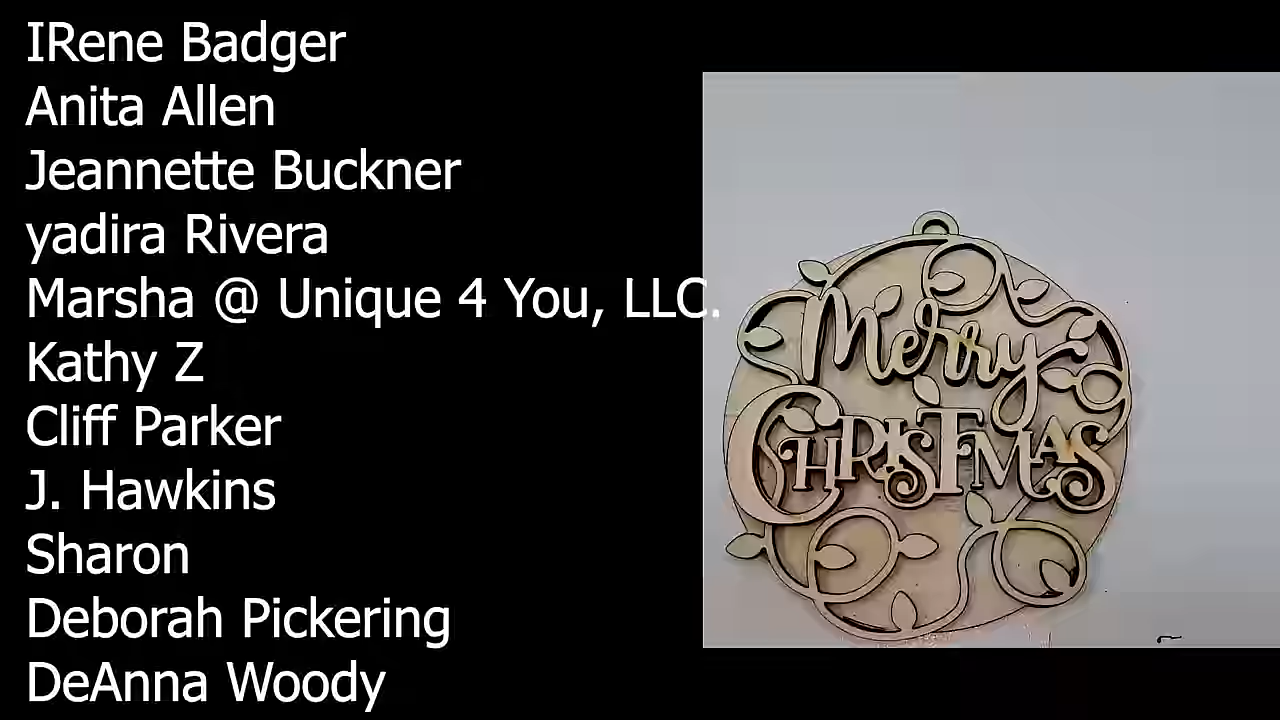 IRene Badger
Anita Allen
Jeannette Buckner
yadira Rivera
Marsha @ Unique 4 You, LLC.
Kathy Z
Cliff Parker
J. Hawkins
Sharon
Deborah Pickering
DeAnna Woody
Merry
CHRISTMAS